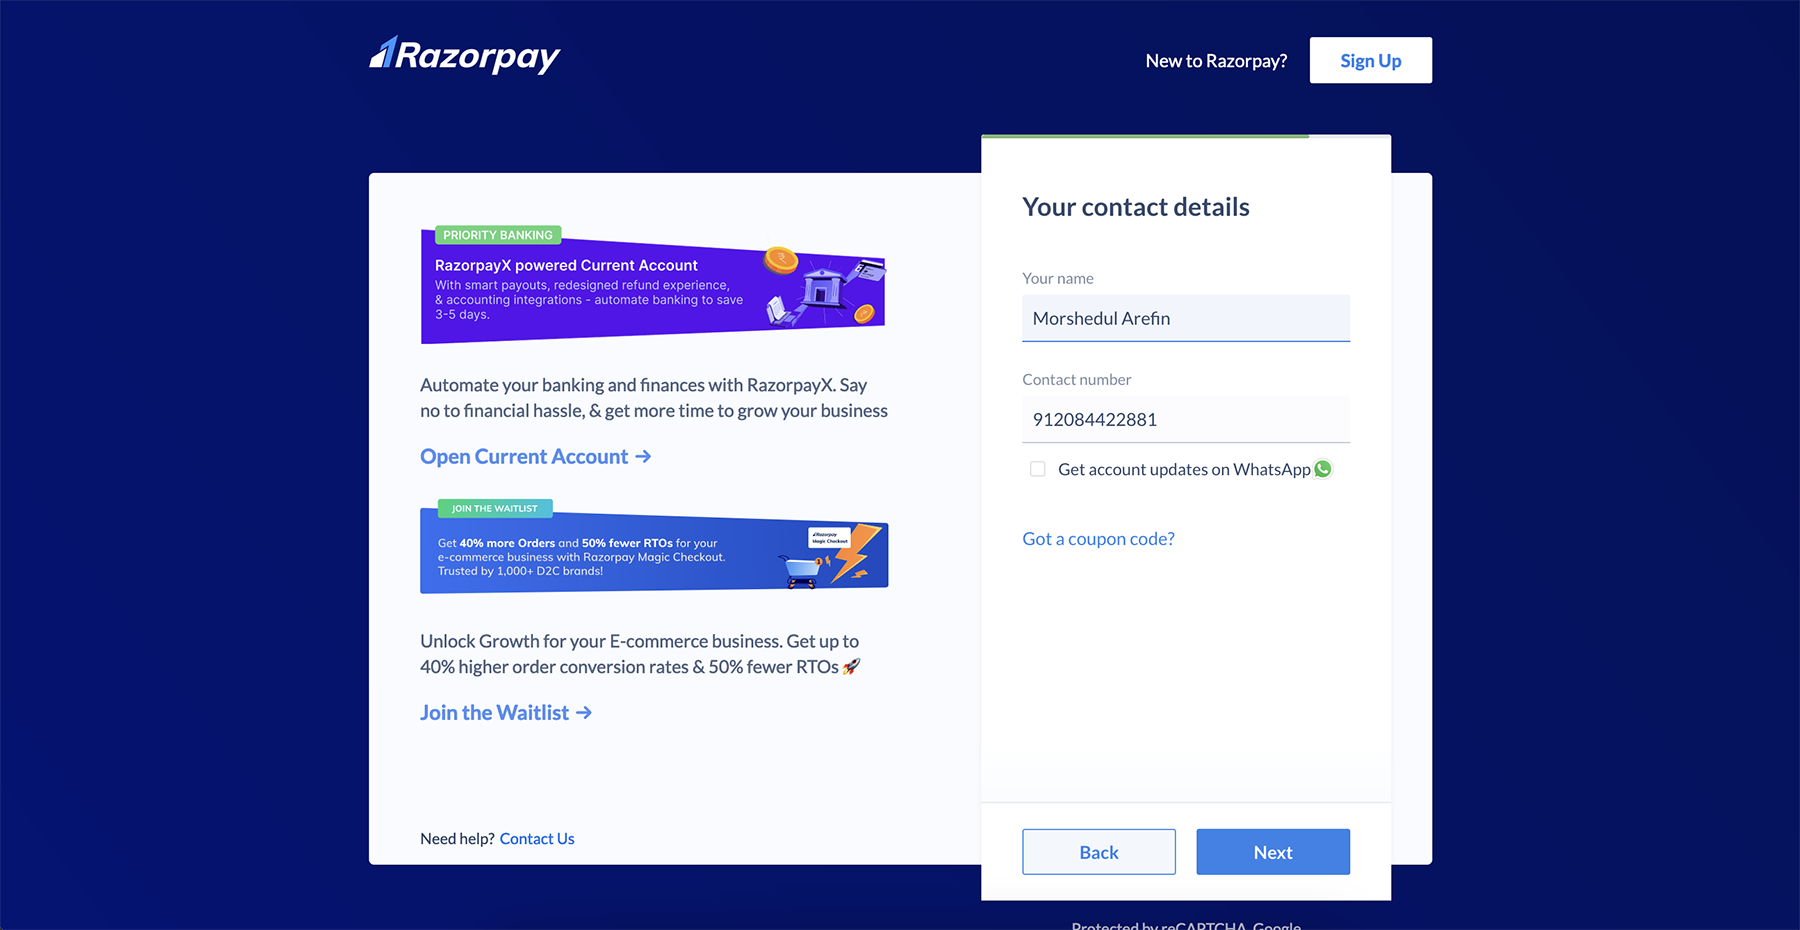 Razorpay
New to Razorpay?
Sign Up
PRIORITY BANKING
RazorpayX powered Current Account
With smart payouts, redesigned refund experience,
& accounting integrations - automate banking to save
3-5 days.
Automate your banking and finances with RazorpayX. Say
no to financial hassle, & get more time to grow your business
Open Current Account →
JOIN THE WAITLIST
Get 40% more Orders and 50% fewer RTOs for your
e-commerce business with Razorpay Magic Checkout.
Trusted by 1,000+ D2C brands!
Razorpay
Magic Checkout
Unlock Growth for your E-commerce business. Get up to
40% higher order conversion rates & 50% fewer RTOs 🚀
Join the Waitlist →
Need help? Contact Us
Your contact details
Your name
Morshedul Arefin
Contact number
912084422881
Get account updates on WhatsApp
Got a coupon code?
Back
Next
Protected by reCAPTCHA, Google